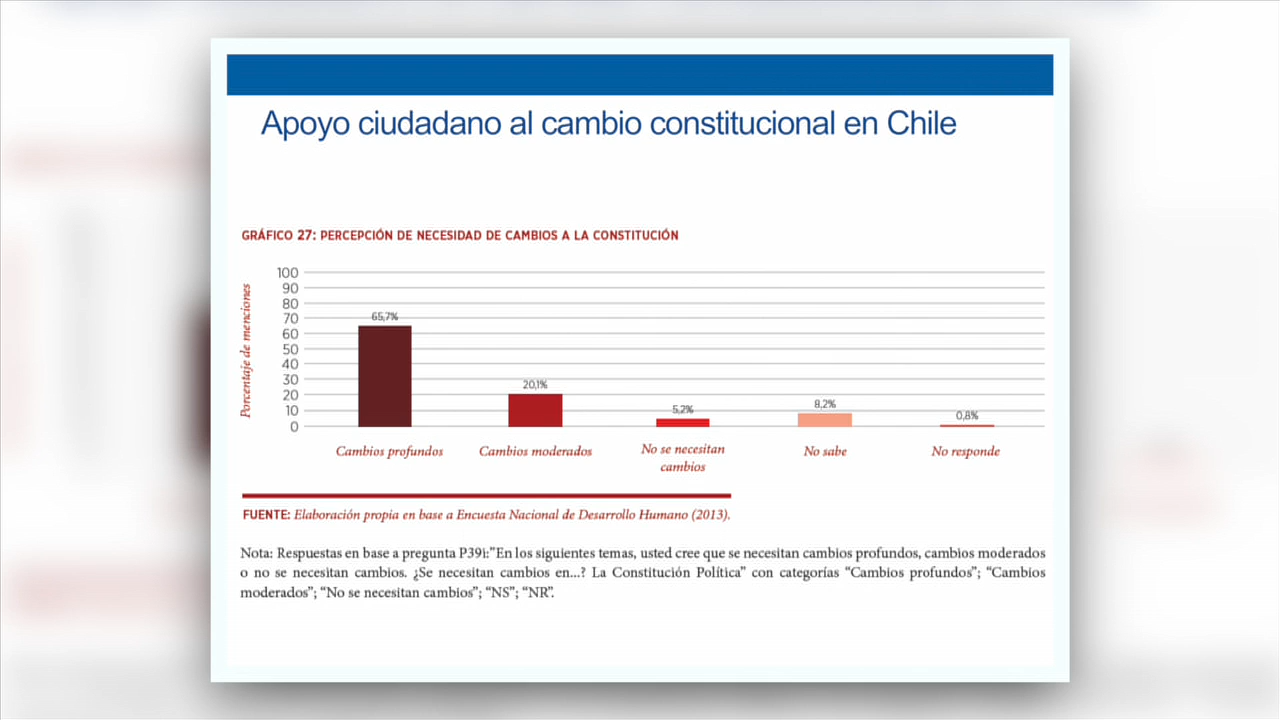 Apoyo ciudadano al cambio constitucional en Chile
GRÁFICO 27: PERCEPCIÓN DE NECESIDAD DE CAMBIOS A LA CONSTITUCIÓN
Porcentaje de menciones
100
90
80
70
60
50
40
30
20
10
0
65,7%
20,1%
5,2%
8,2%
0,8%
Cambios profundos
Cambios moderados
No se necesitan
cambios
No sabe
No responde
FUENTE: Elaboración propia en base a Encuesta Nacional de Desarrollo Humano (2013).
Nota: Respuestas en base a pregunta P39i:"En los siguientes temas, usted cree que se necesitan cambios profundos, cambios moderados
o no se necesitan cambios. ¿Se necesitan cambios en...? La Constitución Política" con categorías "Cambios profundos"; "Cambios
moderados"; "No se necesitan cambios"; "NS"; "NR".